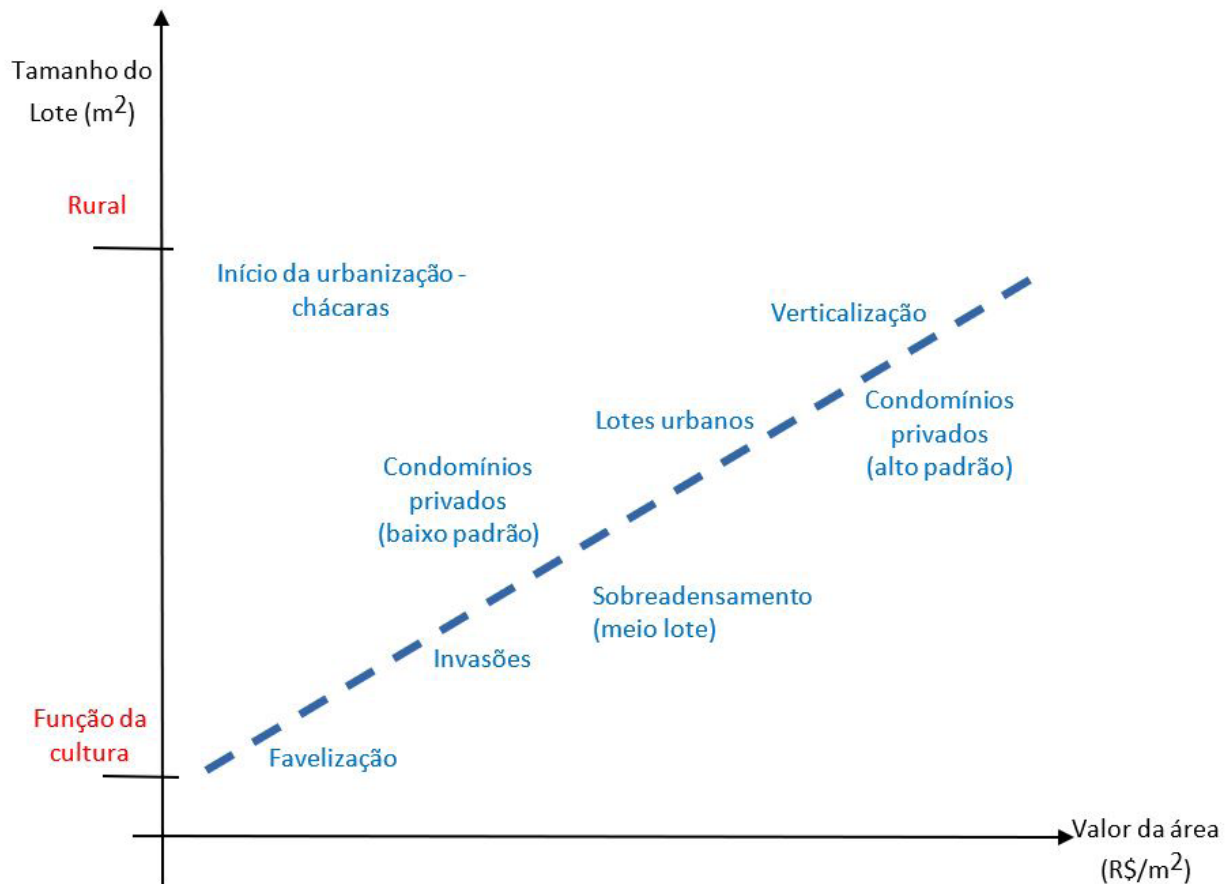 Tamanho do
Lote (m²)
Rural
Início da urbanização -
chácaras
Verticalização
Lotes urbanos
Condomínios
privados
(alto padrão)
Condomínios
privados
(baixo padrão)
Sobreadensamento
(meio lote)
Invasões
Função da
cultura
Favelização
Valor da área
(R$/m²)